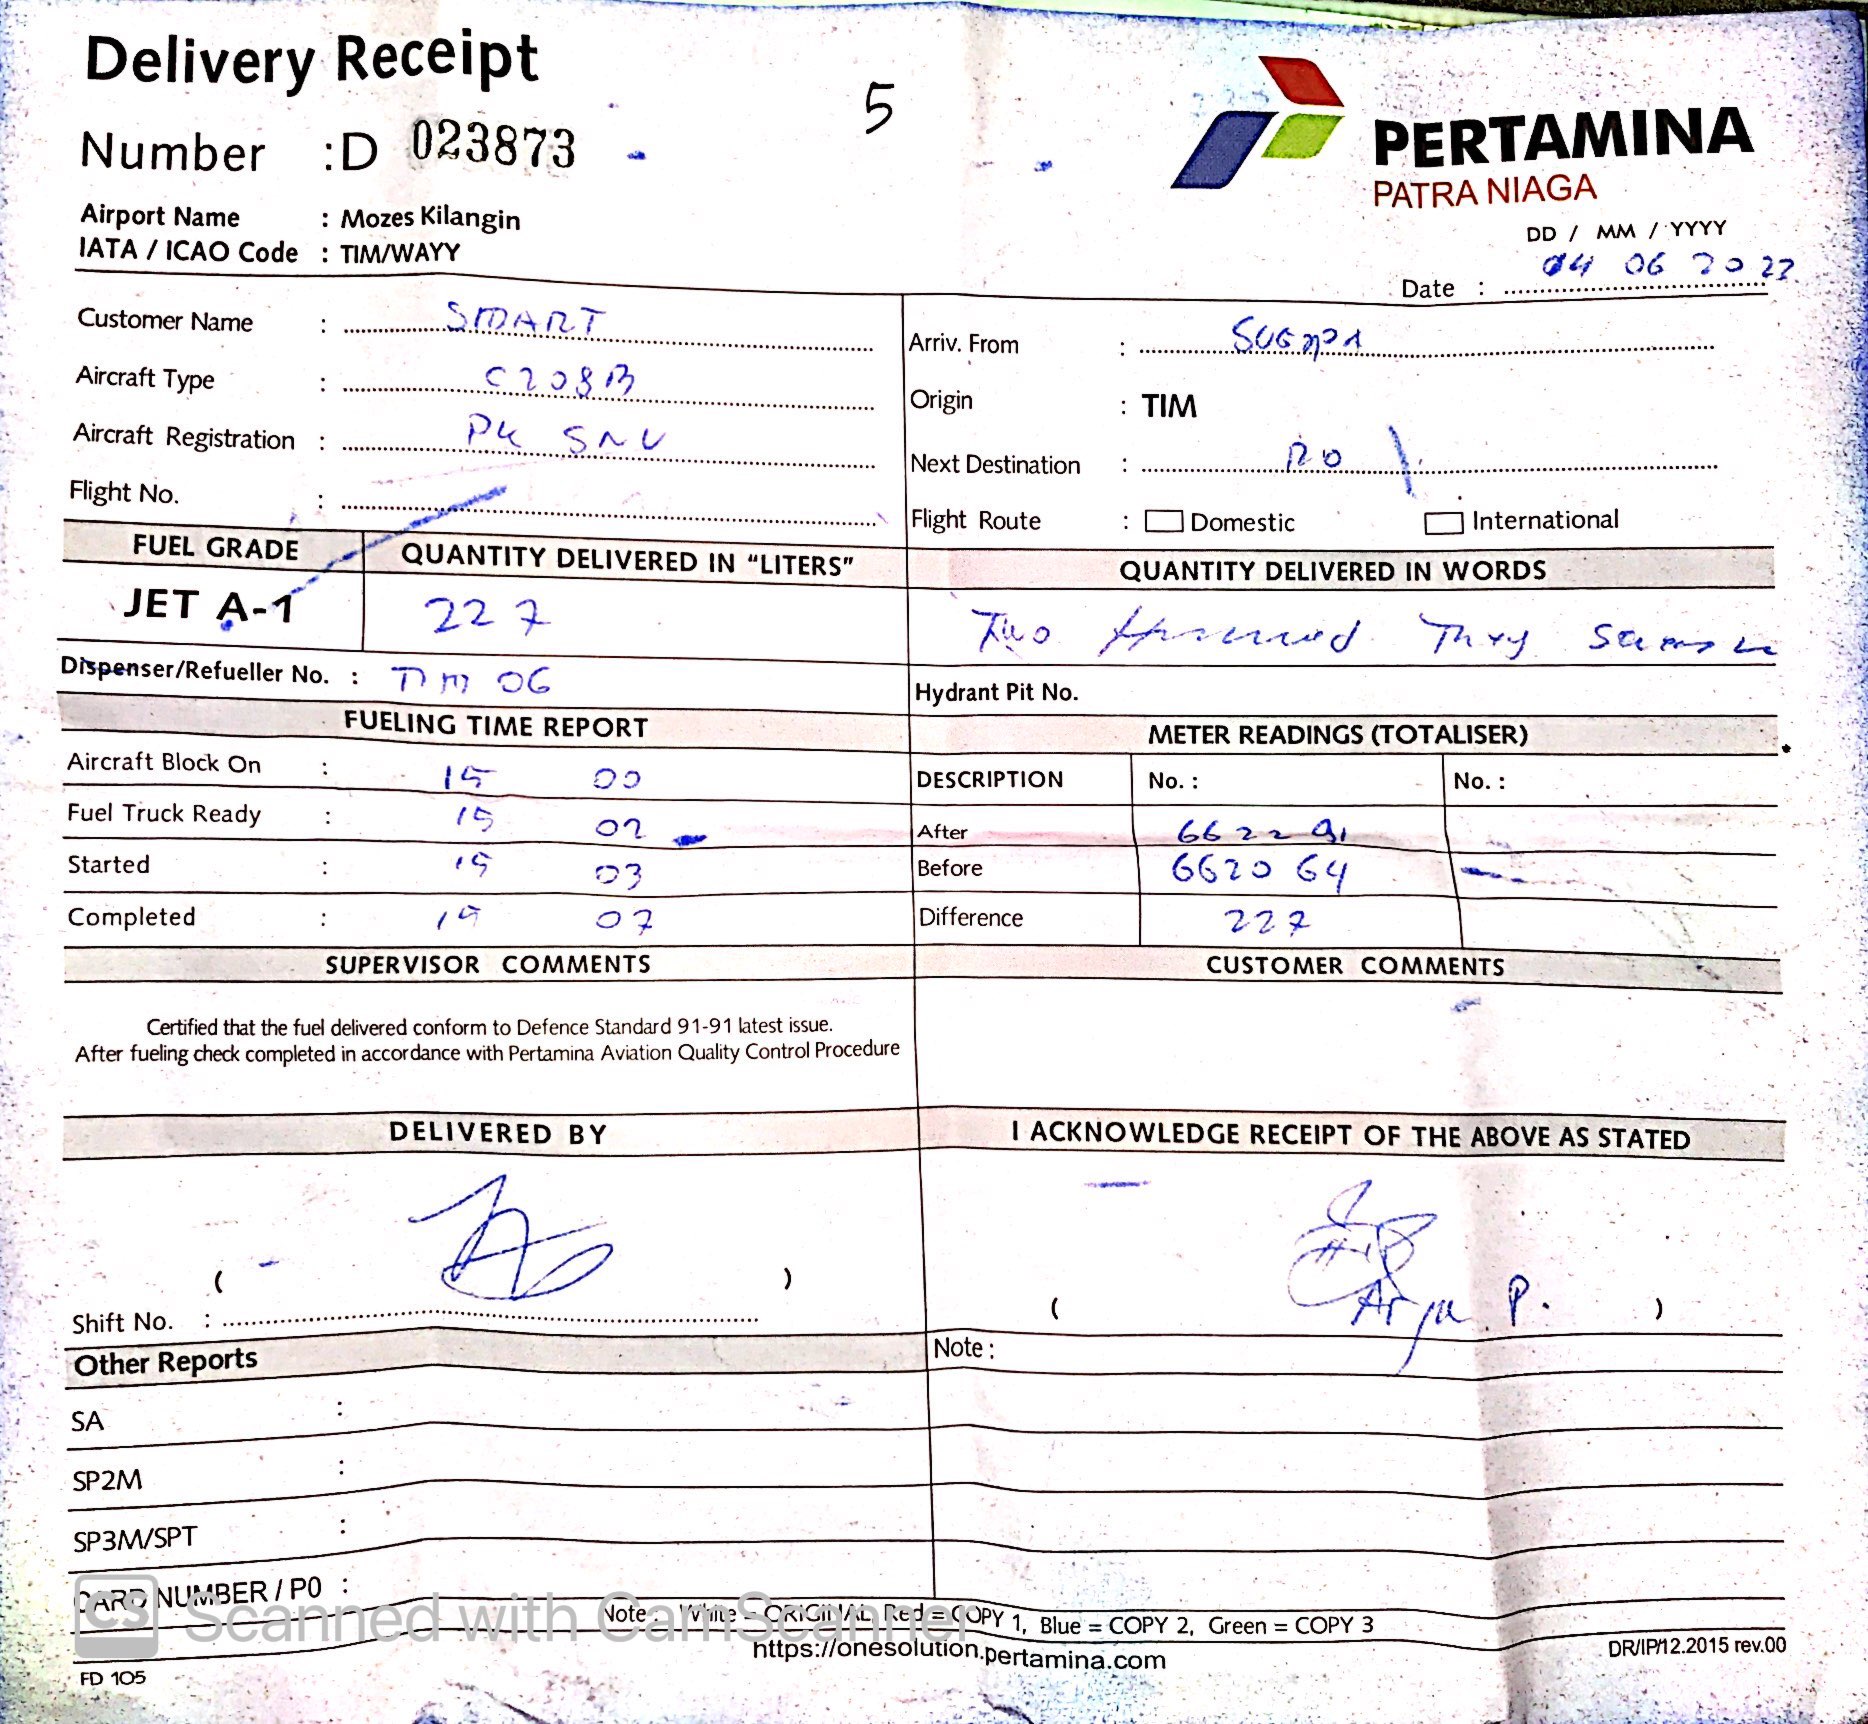 Delivery Receipt
Number : D 023873
5
PERTAMINA
PATRA NIAGA
Airport Name : Mozes Kilangin
IATA / ICAO Code : TIM/WAYY
DD / MM / YYYY
Date : 04 06 2023
Customer Name : SMART
Aircraft Type : C208B
Aircraft Registration : PK SNV
Flight No. :
Arriv. From :
Origin : TIM
Next Destination : RO
Flight Route : Domestic International
FUEL GRADE QUANTITY DELIVERED IN "LITERS"
JET A-1 227
QUANTITY DELIVERED IN WORDS
Two Hundred
Dispenser/Refueller No. : TIM 06
Hydrant Pit No.
FUELING TIME REPORT
Aircraft Block On : 15 00
Fuel Truck Ready : 15 02
Started : 15 03
Completed : 15 07
METER READINGS (TOTALISER)
DESCRIPTION No. : No. :
After 662291
Before 662064
Difference 227
SUPERVISOR COMMENTS
Certified that the fuel delivered conform to Defence Standard 91-91 latest issue.
After fueling check completed in accordance with Pertamina Aviation Quality Control Procedure
CUSTOMER COMMENTS
DELIVERED BY
( )
Shift No. :
I ACKNOWLEDGE RECEIPT OF THE ABOVE AS STATED
( Arya P. )
Other Reports
SA :
SP2M :
SP3M/SPT :
CARD NUMBER / P0 :
Note :
Note : White = ORIGINAL, Red = COPY 1, Blue = COPY 2, Green = COPY 3
https://onesolution.pertamina.com
DR/IP/12.2015 rev.00
FD 105
CS Scanned with CamScanner